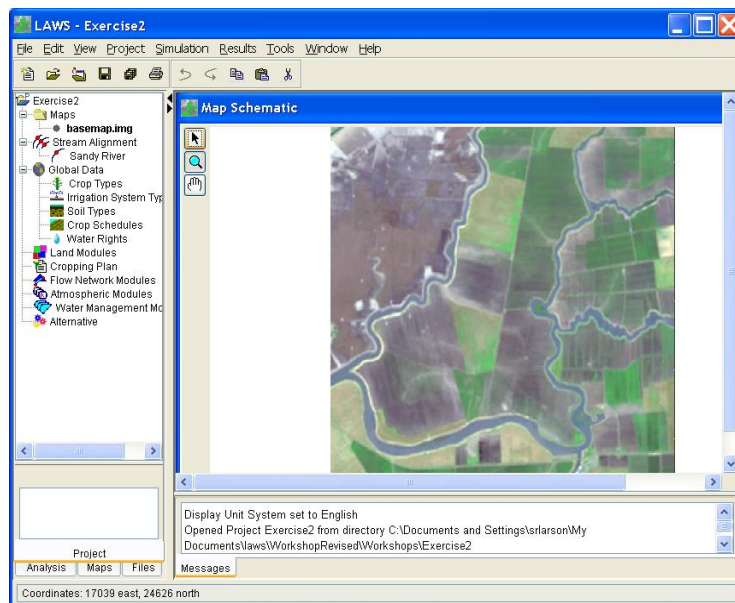 LAWS - Exercise2
File Edit View Project Simulation Results Tools Window Help
Exercise2
Maps
basemap.img
Stream Alignment
Sandy River
Global Data
Crop Types
Irrigation System Typ
Soil Types
Crop Schedules
Water Rights
Land Modules
Cropping Plan
Flow Network Modules
Atmospheric Modules
Water Management Mo
Alternative
Project
Analysis Maps Files
Map Schematic
Display Unit System set to English
Opened Project Exercise2 from directory C:\Documents and Settings\srlarson\My
Documents\laws\WorkshopRevised\Workshops\Exercise2
Messages
Coordinates: 17039 east, 24626 north